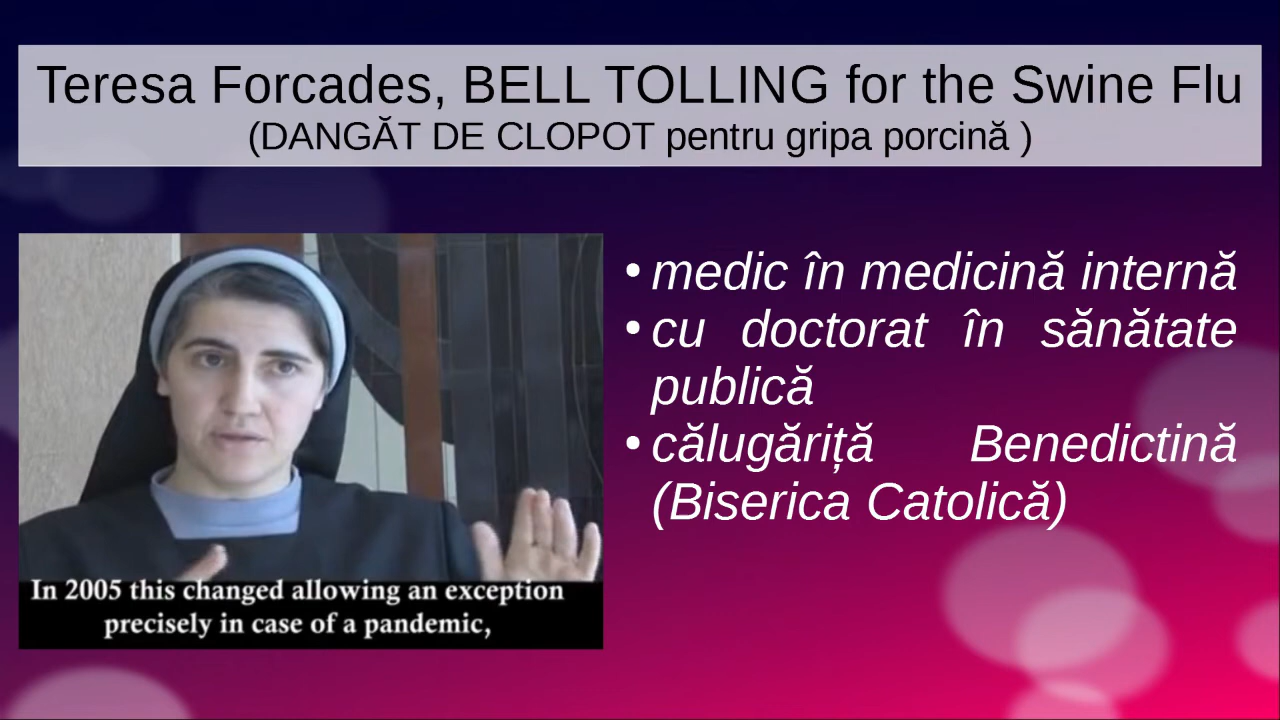 Teresa Forcades, BELL TOLLING for the Swine Flu
(DANGĂT DE CLOPOT pentru gripa porcină )
• medic în medicină internă
• cu doctorat în sănătate
publică
• călugăriță Benedictină
(Biserica Catolică)
In 2005 this changed allowing an exception
precisely in case of a pandemic,